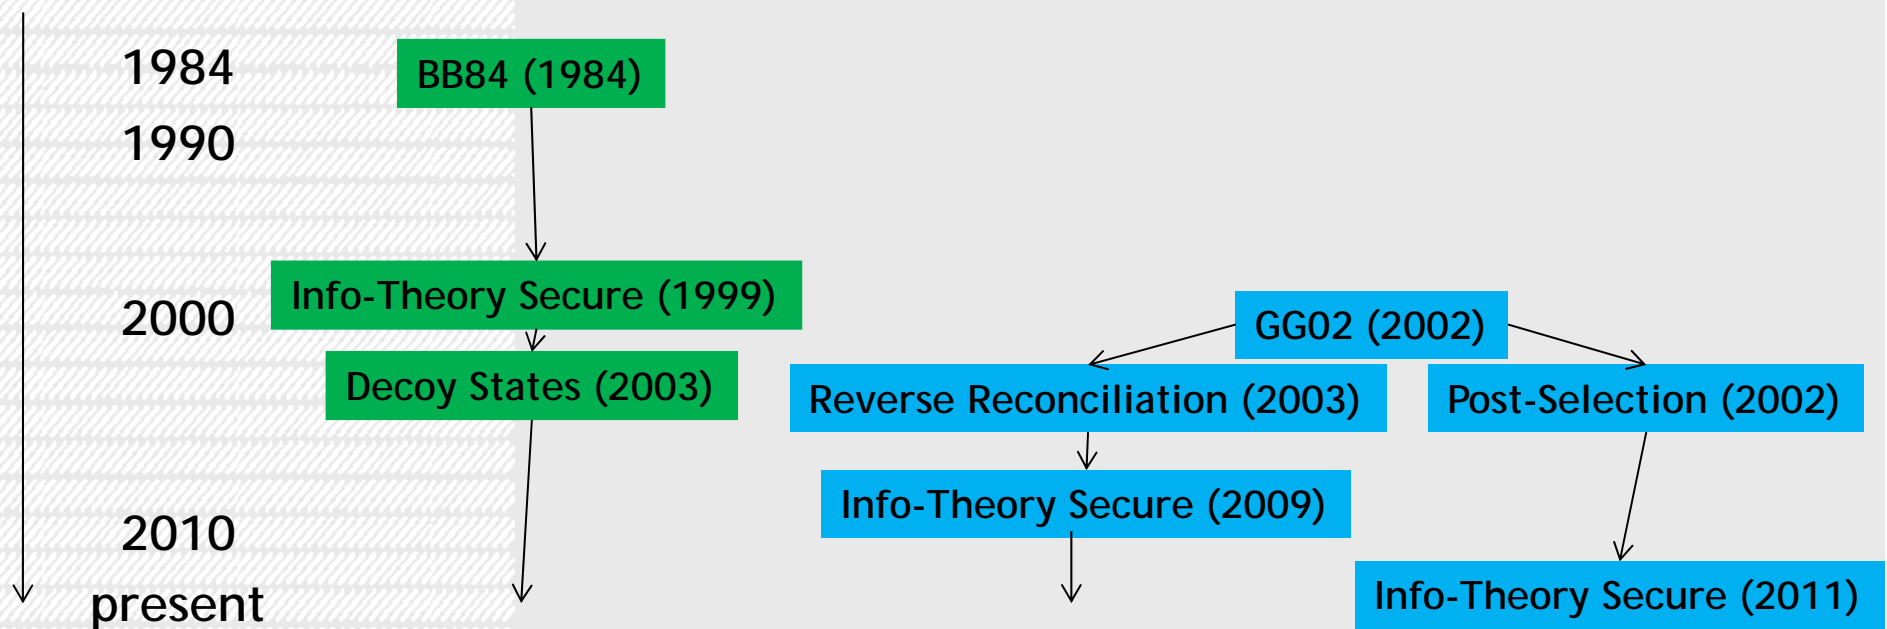 1984
BB84 (1984)
1990
Info-Theory Secure (1999)
2000
GG02 (2002)
Decoy States (2003)
Reverse Reconciliation (2003)
Post-Selection (2002)
Info-Theory Secure (2009)
2010
Info-Theory Secure (2011)
present